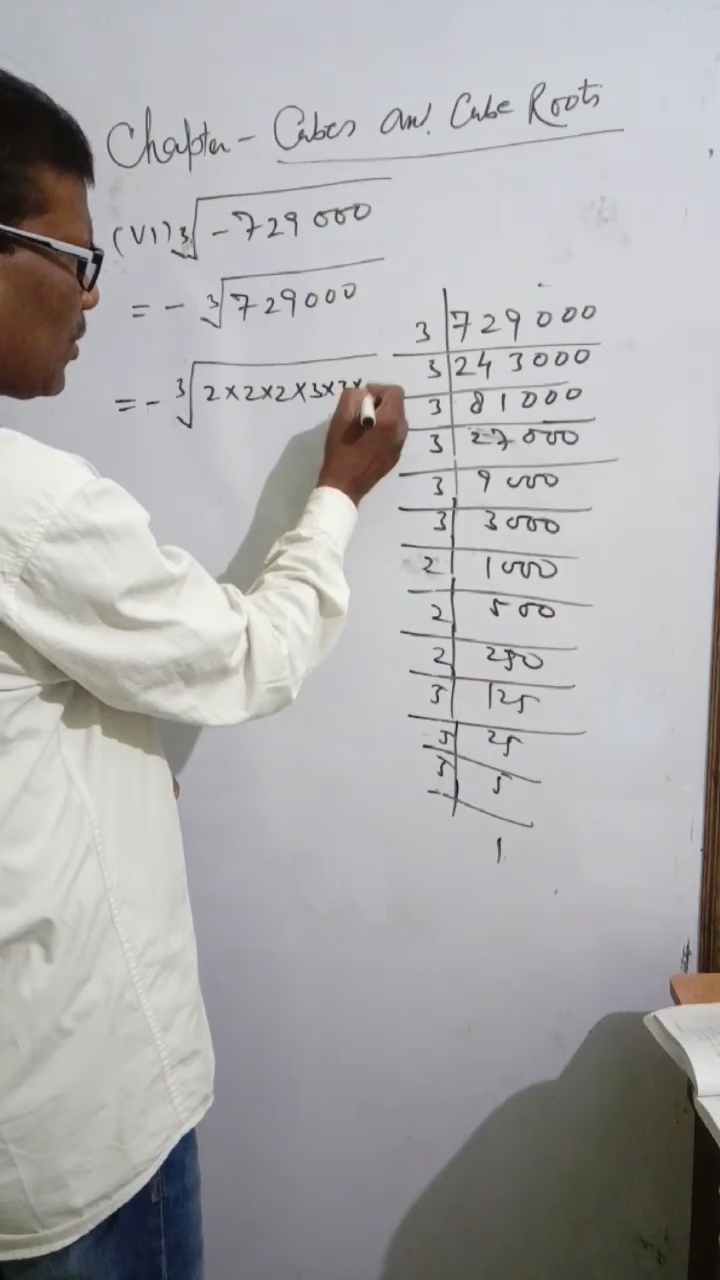 Chapter - Cubes an. Cube Roots
(VI) ∛-729000
= - ∛729000
= - ∛2×2×2×3×3×
3 | 729000
3 | 243000
3 | 81000
3 | 27000
3 | 9000
3 | 3000
2 | 1000
2 | 500
2 | 250
5 | 125
5 | 25
5 | 5
1